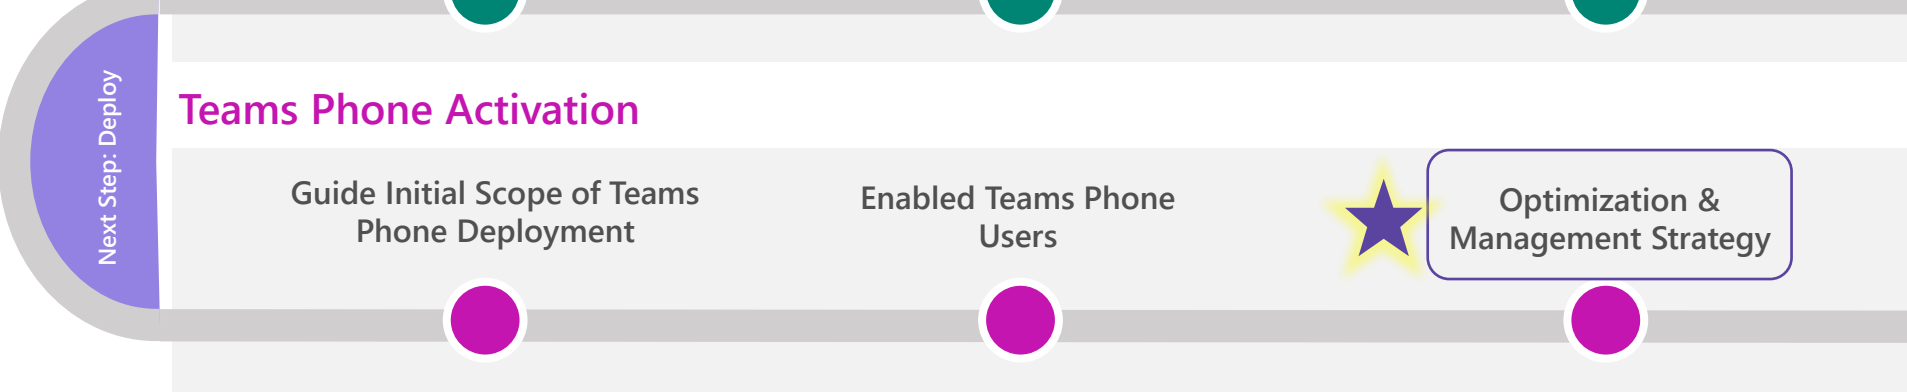 Next Step: Deploy
Teams Phone Activation
Guide Initial Scope of Teams
Phone Deployment
Enabled Teams Phone
Users
Optimization &
Management Strategy